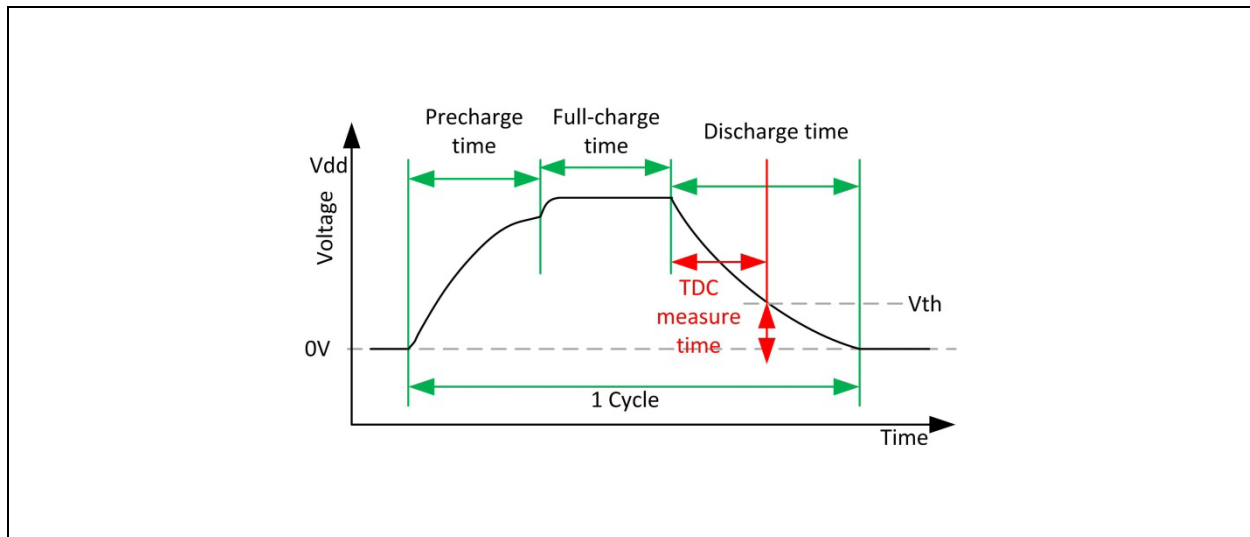 Precharge
time
Full-charge
time
Discharge time
Vdd
Voltage
TDC
measure
time
Vth
0V
1 Cycle
Time